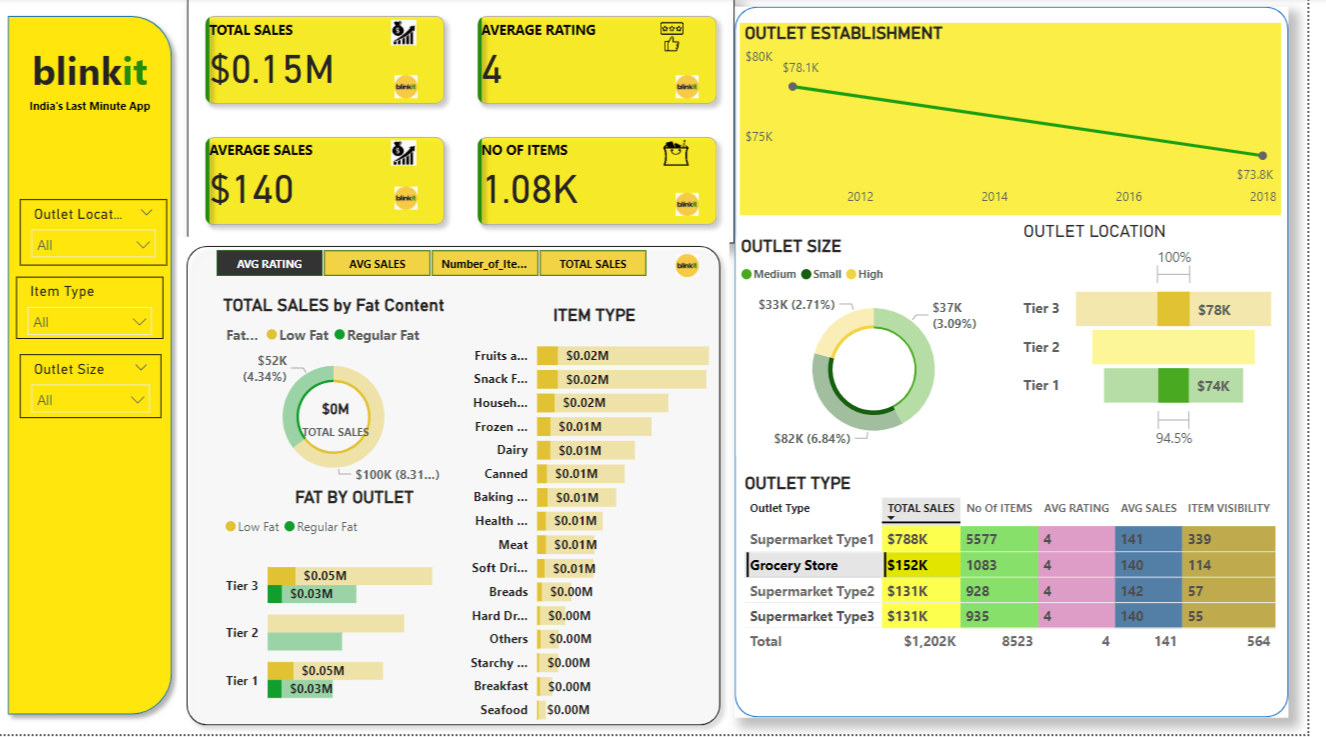 blinkit
India's Last Minute App
Outlet Locat...
All
Item Type
All
Outlet Size
All
TOTAL SALES
$0.15M
blinkit
AVERAGE RATING
4
blinkit
AVERAGE SALES
$140
blinkit
NO OF ITEMS
1.08K
blinkit
AVG RATING AVG SALES Number_of_Ite... TOTAL SALES
blinkit
TOTAL SALES by Fat Content
Fat... Low Fat Regular Fat
$52K
(4.34%)
$0M
TOTAL SALES
$100K (8.31...)
FAT BY OUTLET
Low Fat Regular Fat
Tier 3 $0.05M
$0.03M
Tier 2
Tier 1 $0.05M
$0.03M
ITEM TYPE
Fruits a... $0.02M
Snack F... $0.02M
Househ... $0.02M
Frozen ... $0.01M
Dairy $0.01M
Canned $0.01M
Baking ... $0.01M
Health ... $0.01M
Meat $0.01M
Soft Dri... $0.01M
Breads $0.00M
Hard Dr... $0.00M
Others $0.00M
Starchy ... $0.00M
Breakfast $0.00M
Seafood $0.00M
OUTLET ESTABLISHMENT
$80K
$78.1K
$75K
$73.8K
2012 2014 2016 2018
OUTLET SIZE
Medium Small High
$33K (2.71%)
$37K
(3.09%)
$82K (6.84%)
OUTLET LOCATION
100%
Tier 3 $78K
Tier 2
Tier 1 $74K
94.5%
OUTLET TYPE
Outlet Type TOTAL SALES No Of ITEMS AVG RATING AVG SALES ITEM VISIBILITY
Supermarket Type1 $788K 5577 4 141 339
Grocery Store $152K 1083 4 140 114
Supermarket Type2 $131K 928 4 142 57
Supermarket Type3 $131K 935 4 140 55
Total $1,202K 8523 4 141 564